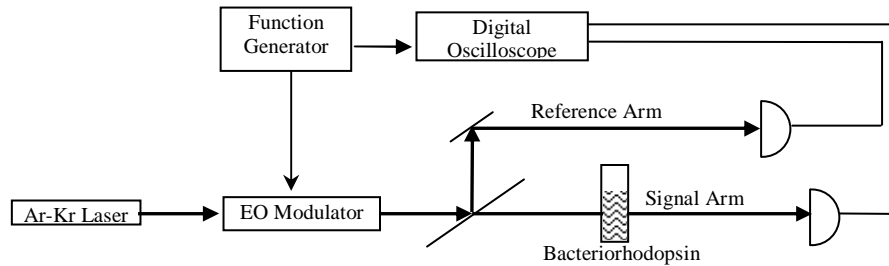 Function
Generator
Digital
Oscilloscope
Reference Arm
Ar-Kr Laser
EO Modulator
Signal Arm
Bacteriorhodopsin